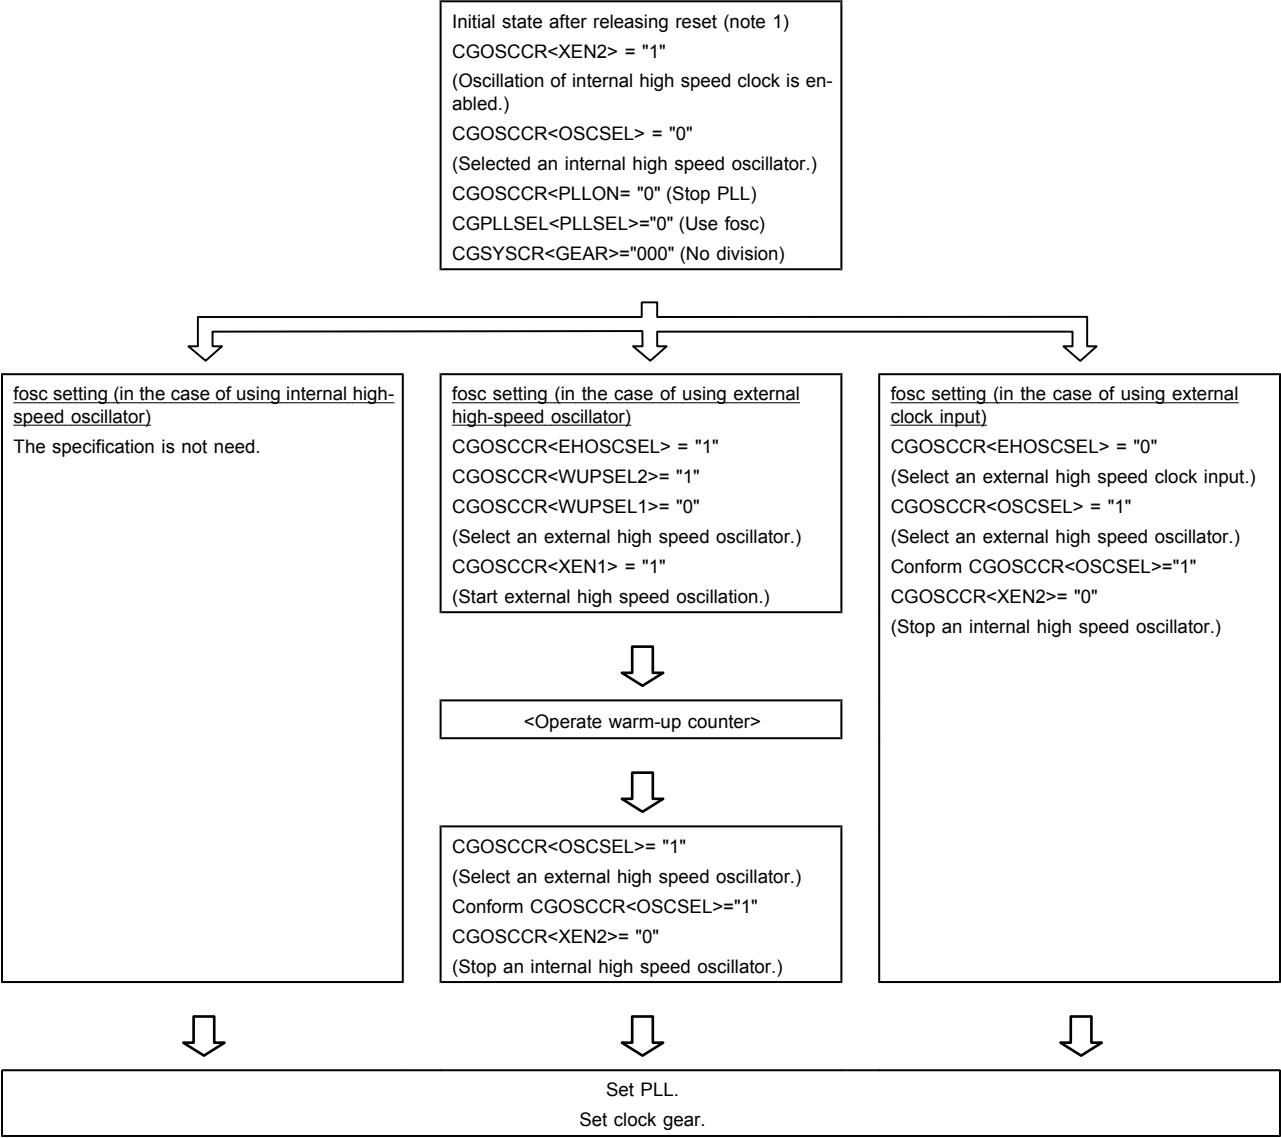 Initial state after releasing reset (note 1)
CGOSCCR<XEN2> = "1"
(Oscillation of internal high speed clock is en-
abled.)
CGOSCCR<OSCSEL> = "0"
(Selected an internal high speed oscillator.)
CGOSCCR<PLLON= "0" (Stop PLL)
CGPLLSEL<PLLSEL>="0" (Use fosc)
CGSYSCR<GEAR>="000" (No division)
fosc setting (in the case of using internal high-
speed oscillator)
The specification is not need.
fosc setting (in the case of using external
high-speed oscillator)
CGOSCCR<EHOSCSEL> = "1"
CGOSCCR<WUPSEL2>= "1"
CGOSCCR<WUPSEL1>= "0"
(Select an external high speed oscillator.)
CGOSCCR<XEN1> = "1"
(Start external high speed oscillation.)
<Operate warm-up counter>
CGOSCCR<OSCSEL>= "1"
(Select an external high speed oscillator.)
Conform CGOSCCR<OSCSEL>="1"
CGOSCCR<XEN2>= "0"
(Stop an internal high speed oscillator.)
fosc setting (in the case of using external
clock input)
CGOSCCR<EHOSCSEL> = "0"
(Select an external high speed clock input.)
CGOSCCR<OSCSEL> = "1"
(Select an external high speed oscillator.)
Conform CGOSCCR<OSCSEL>="1"
CGOSCCR<XEN2>= "0"
(Stop an internal high speed oscillator.)
Set PLL.
Set clock gear.